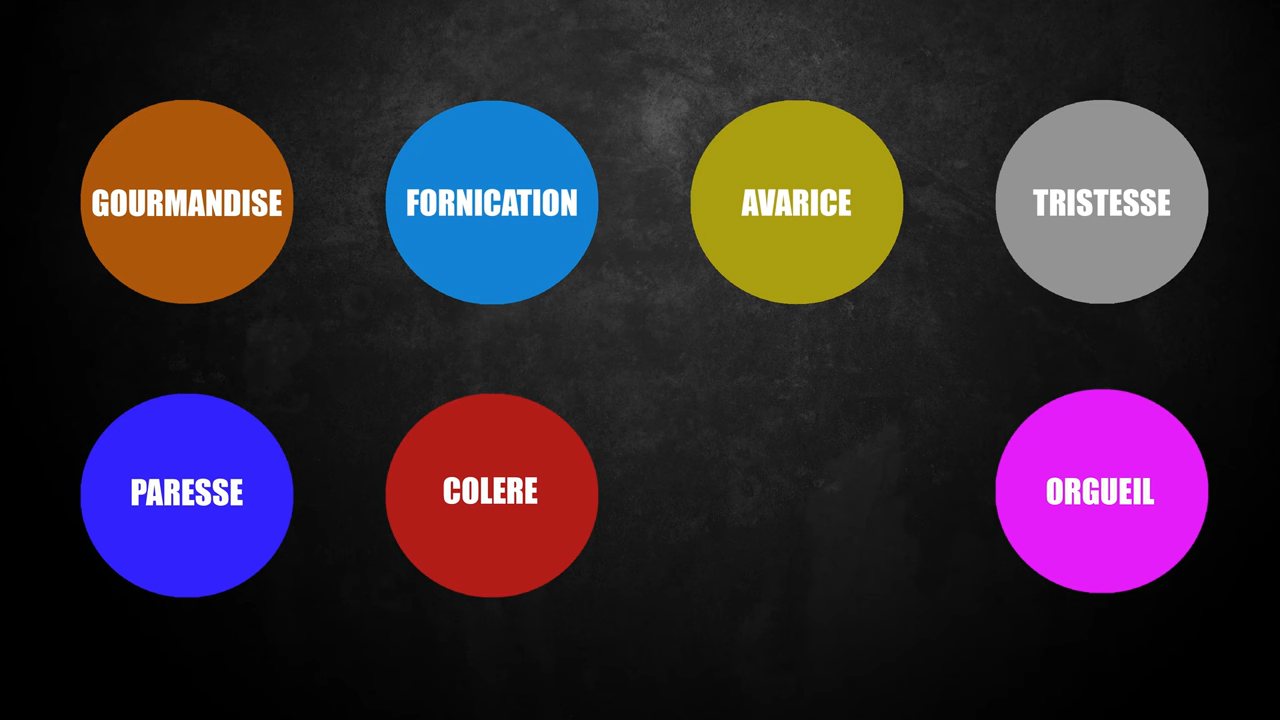 GOURMANDISE
FORNICATION
AVARICE
TRISTESSE
PARESSE
COLERE
ORGUEIL